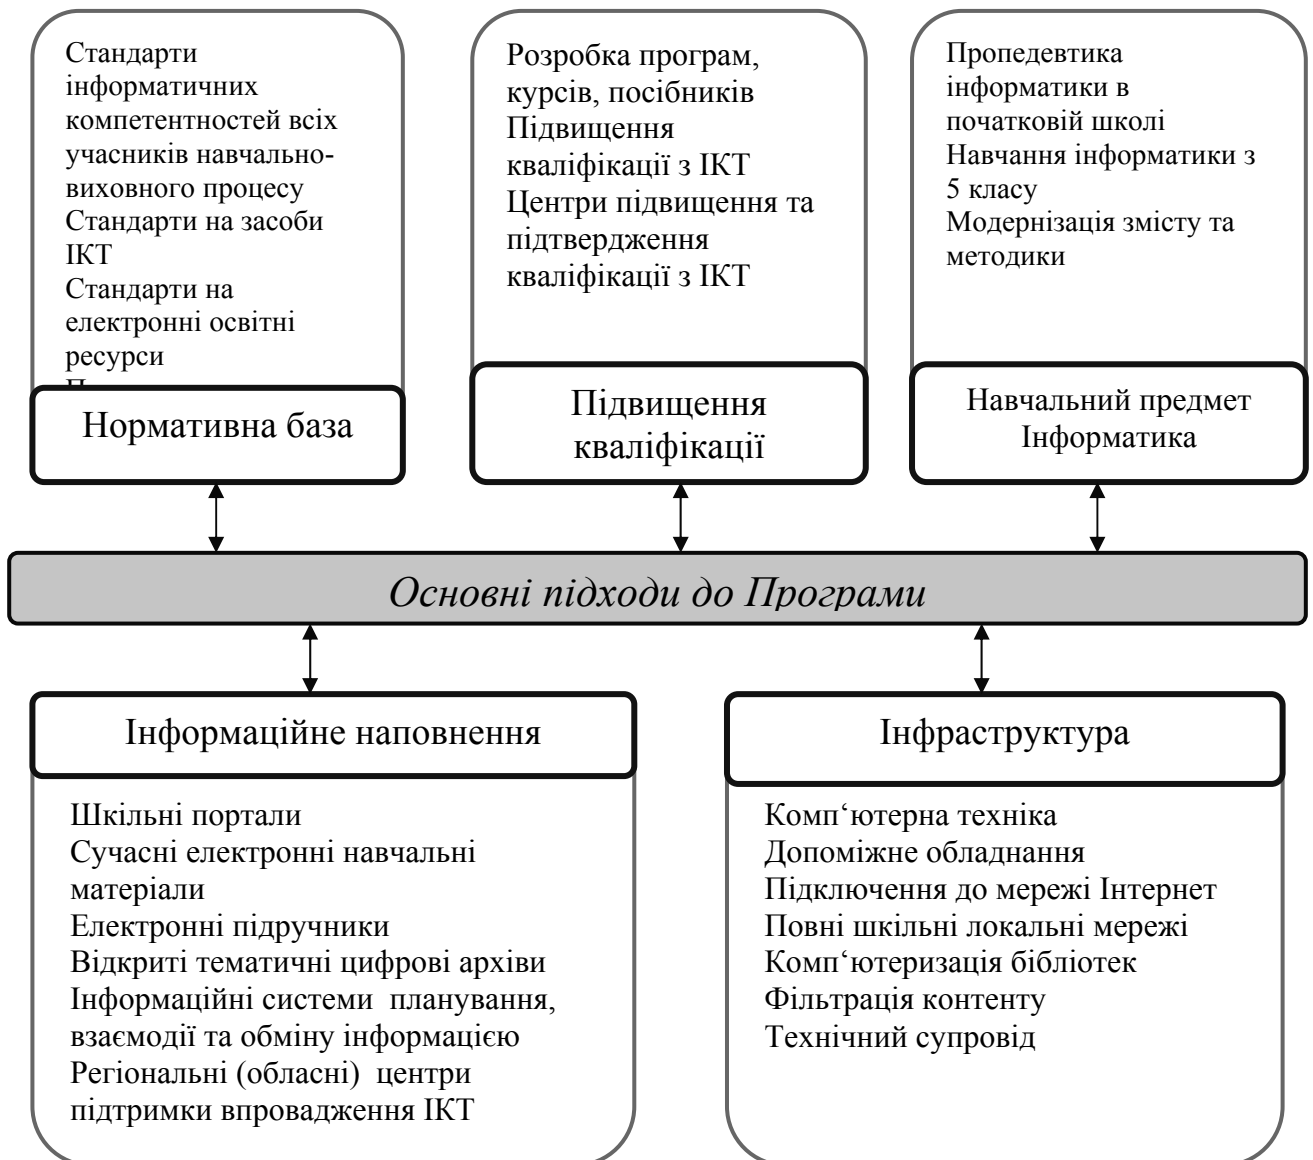 Стандарти
інформатичних
компетентностей всіх
учасників навчально-
виховного процесу
Стандарти на засоби
ІКТ
Стандарти на
електронні освітні
ресурси
Нормативна база
Розробка програм,
курсів, посібників
Підвищення
кваліфікації з ІКТ
Центри підвищення та
підтвердження
кваліфікації з ІКТ
Підвищення
кваліфікації
Пропедевтика
інформатики в
початковій школі
Навчання інформатики з
5 класу
Модернізація змісту та
методики
Навчальний предмет
Інформатика
Основні підходи до Програми
Інформаційне наповнення
Шкільні портали
Сучасні електронні навчальні
матеріали
Електронні підручники
Відкриті тематичні цифрові архіви
Інформаційні системи  планування,
взаємодії та обміну інформацією
Регіональні (обласні)  центри
підтримки впровадження ІКТ
Інфраструктура
Комп‘ютерна техніка
Допоміжне обладнання
Підключення до мережі Інтернет
Повні шкільні локальні мережі
Комп‘ютеризація бібліотек
Фільтрація контенту
Технічний супровід